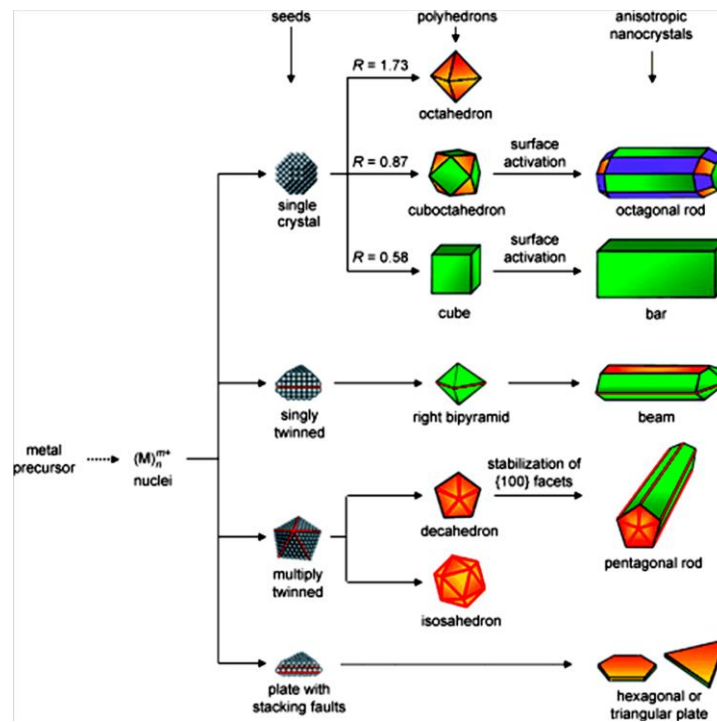 seeds
polyhedrons
anisotropic
nanocrystals
R = 1.73
octahedron
single
crystal
R = 0.87
cuboctahedron
surface
activation
octagonal rod
R = 0.58
cube
surface
activation
bar
singly
twinned
right bipyramid
beam
metal
precursor
(M)ₙᵐ⁺
nuclei
multiply
twinned
decahedron
stabilization of
{100} facets
pentagonal rod
isosahedron
plate with
stacking faults
hexagonal or
triangular plate